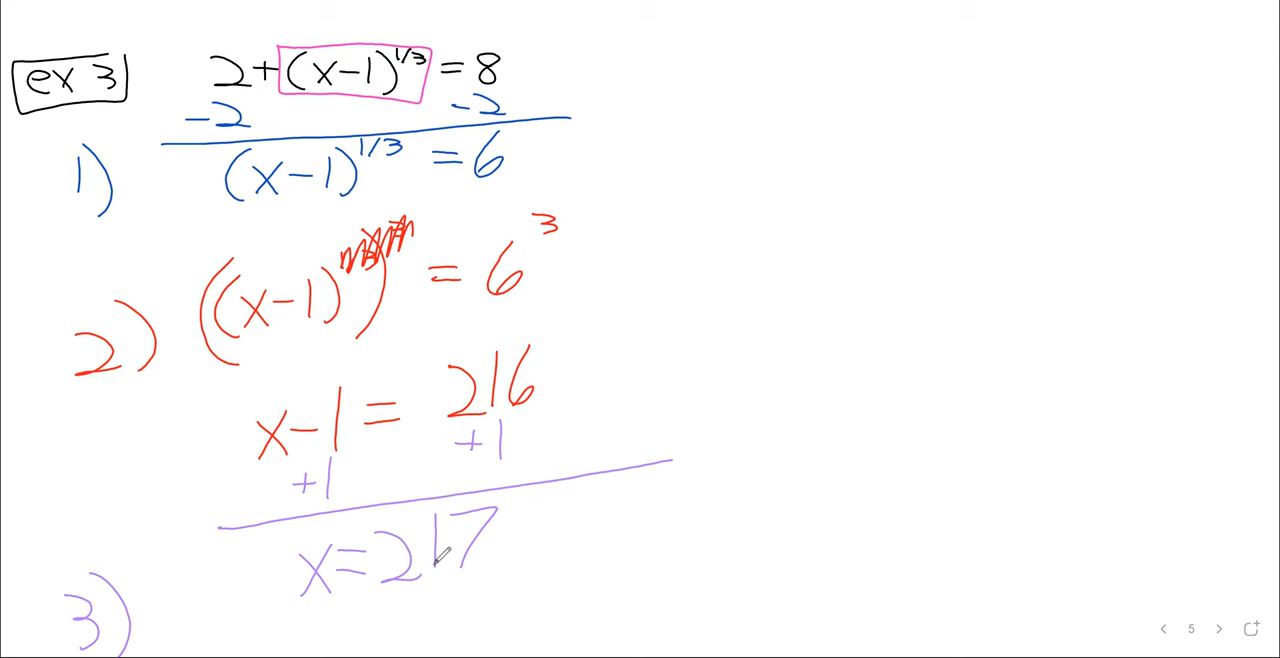 ex 3 2+(x-1)^1/3 = 8
-2 -2
1) (x-1)^1/3 = 6
2) ((x-1) ) = 6^3
x-1 = 216
+1 +1
x=217
3)
5